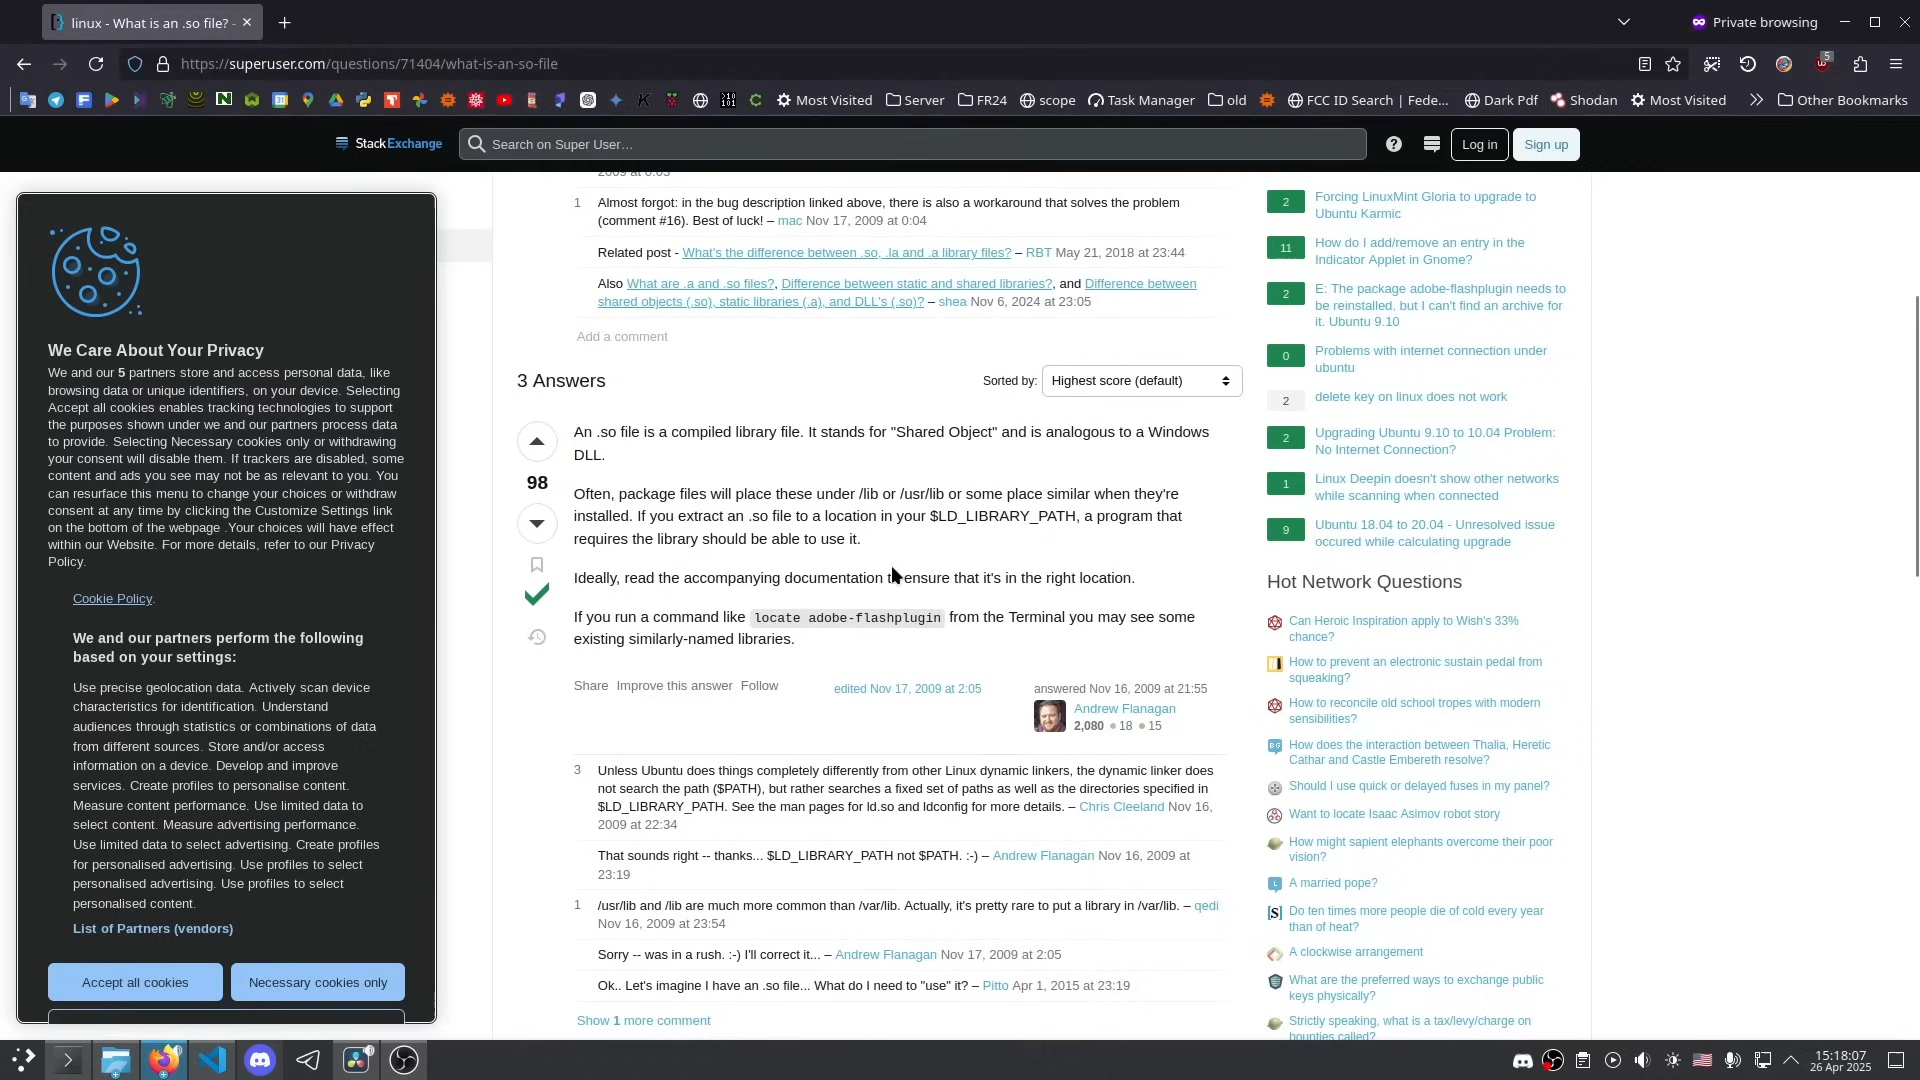 linux - What is an .so file? -
Private browsing
https://superuser.com/questions/71404/what-is-an-so-file
5
Most Visited
Server
FR24
scope
Task Manager
old
FCC ID Search | Fede...
Dark Pdf
Shodan
Most Visited
Other Bookmarks
StackExchange
Search on Super User...
Log in
Sign up
We Care About Your Privacy
We and our 5 partners store and access personal data, like
browsing data or unique identifiers, on your device. Selecting
Accept all cookies enables tracking technologies to support
the purposes shown under we and our partners process data
to provide. Selecting Necessary cookies only or withdrawing
your consent will disable them. If trackers are disabled, some
content and ads you see may not be as relevant to you. You
can resurface this menu to change your choices or withdraw
consent at any time by clicking the Customize Settings link
on the bottom of the webpage .Your choices will have effect
within our Website. For more details, refer to our Privacy
Policy.
Cookie Policy.
We and our partners perform the following
based on your settings:
Use precise geolocation data. Actively scan device
characteristics for identification. Understand
audiences through statistics or combinations of data
from different sources. Store and/or access
information on a device. Develop and improve
services. Create profiles to personalise content.
Measure content performance. Use limited data to
select content. Measure advertising performance.
Use limited data to select advertising. Create profiles
for personalised advertising. Use profiles to select
personalised advertising. Use profiles to select
personalised content.
List of Partners (vendors)
Accept all cookies
Necessary cookies only
2009 at 0:03
1 Almost forgot: in the bug description linked above, there is also a workaround that solves the problem
(comment #16). Best of luck! – mac Nov 17, 2009 at 0:04
Related post - What's the difference between .so, .la and .a library files? – RBT May 21, 2018 at 23:44
Also What are .a and .so files?, Difference between static and shared libraries?, and Difference between
shared objects (.so), static libraries (.a), and DLL's (.so)? – shea Nov 6, 2024 at 23:05
Add a comment
3 Answers
Sorted by:
Highest score (default)
98
An .so file is a compiled library file. It stands for "Shared Object" and is analogous to a Windows
DLL.
Often, package files will place these under /lib or /usr/lib or some place similar when they're
installed. If you extract an .so file to a location in your $LD_LIBRARY_PATH, a program that
requires the library should be able to use it.
Ideally, read the accompanying documentation to ensure that it's in the right location.
If you run a command like locate adobe-flashplugin from the Terminal you may see some
existing similarly-named libraries.
Share Improve this answer Follow
edited Nov 17, 2009 at 2:05
answered Nov 16, 2009 at 21:55
Andrew Flanagan
2,080 18 15
3 Unless Ubuntu does things completely differently from other Linux dynamic linkers, the dynamic linker does
not search the path ($PATH), but rather searches a fixed set of paths as well as the directories specified in
$LD_LIBRARY_PATH. See the man pages for ld.so and ldconfig for more details. – Chris Cleeland Nov 16,
2009 at 22:34
That sounds right -- thanks... $LD_LIBRARY_PATH not $PATH. :-) – Andrew Flanagan Nov 16, 2009 at
23:19
1 /usr/lib and /lib are much more common than /var/lib. Actually, it's pretty rare to put a library in /var/lib. – qedi
Nov 16, 2009 at 23:54
Sorry -- was in a rush. :-) I'll correct it... – Andrew Flanagan Nov 17, 2009 at 2:05
Ok.. Let's imagine I have an .so file... What do I need to "use" it? – Pitto Apr 1, 2015 at 23:19
Show 1 more comment
2 Forcing LinuxMint Gloria to upgrade to
Ubuntu Karmic
11 How do I add/remove an entry in the
Indicator Applet in Gnome?
2 E: The package adobe-flashplugin needs to
be reinstalled, but I can't find an archive for
it. Ubuntu 9.10
0 Problems with internet connection under
ubuntu
2 delete key on linux does not work
2 Upgrading Ubuntu 9.10 to 10.04 Problem:
No Internet Connection?
1 Linux Deepin doesn't show other networks
while scanning when connected
9 Ubuntu 18.04 to 20.04 - Unresolved issue
occured while calculating upgrade
Hot Network Questions
Can Heroic Inspiration apply to Wish's 33%
chance?
How to prevent an electronic sustain pedal from
squeaking?
How to reconcile old school tropes with modern
sensibilities?
How does the interaction between Thalia, Heretic
Cathar and Castle Embereth resolve?
Should I use quick or delayed fuses in my panel?
Want to locate Isaac Asimov robot story
How might sapient elephants overcome their poor
vision?
A married pope?
Do ten times more people die of cold every year
than of heat?
A clockwise arrangement
What are the preferred ways to exchange public
keys physically?
Strictly speaking, what is a tax/levy/charge on
bounties called?
15:18:07
26 Apr 2025